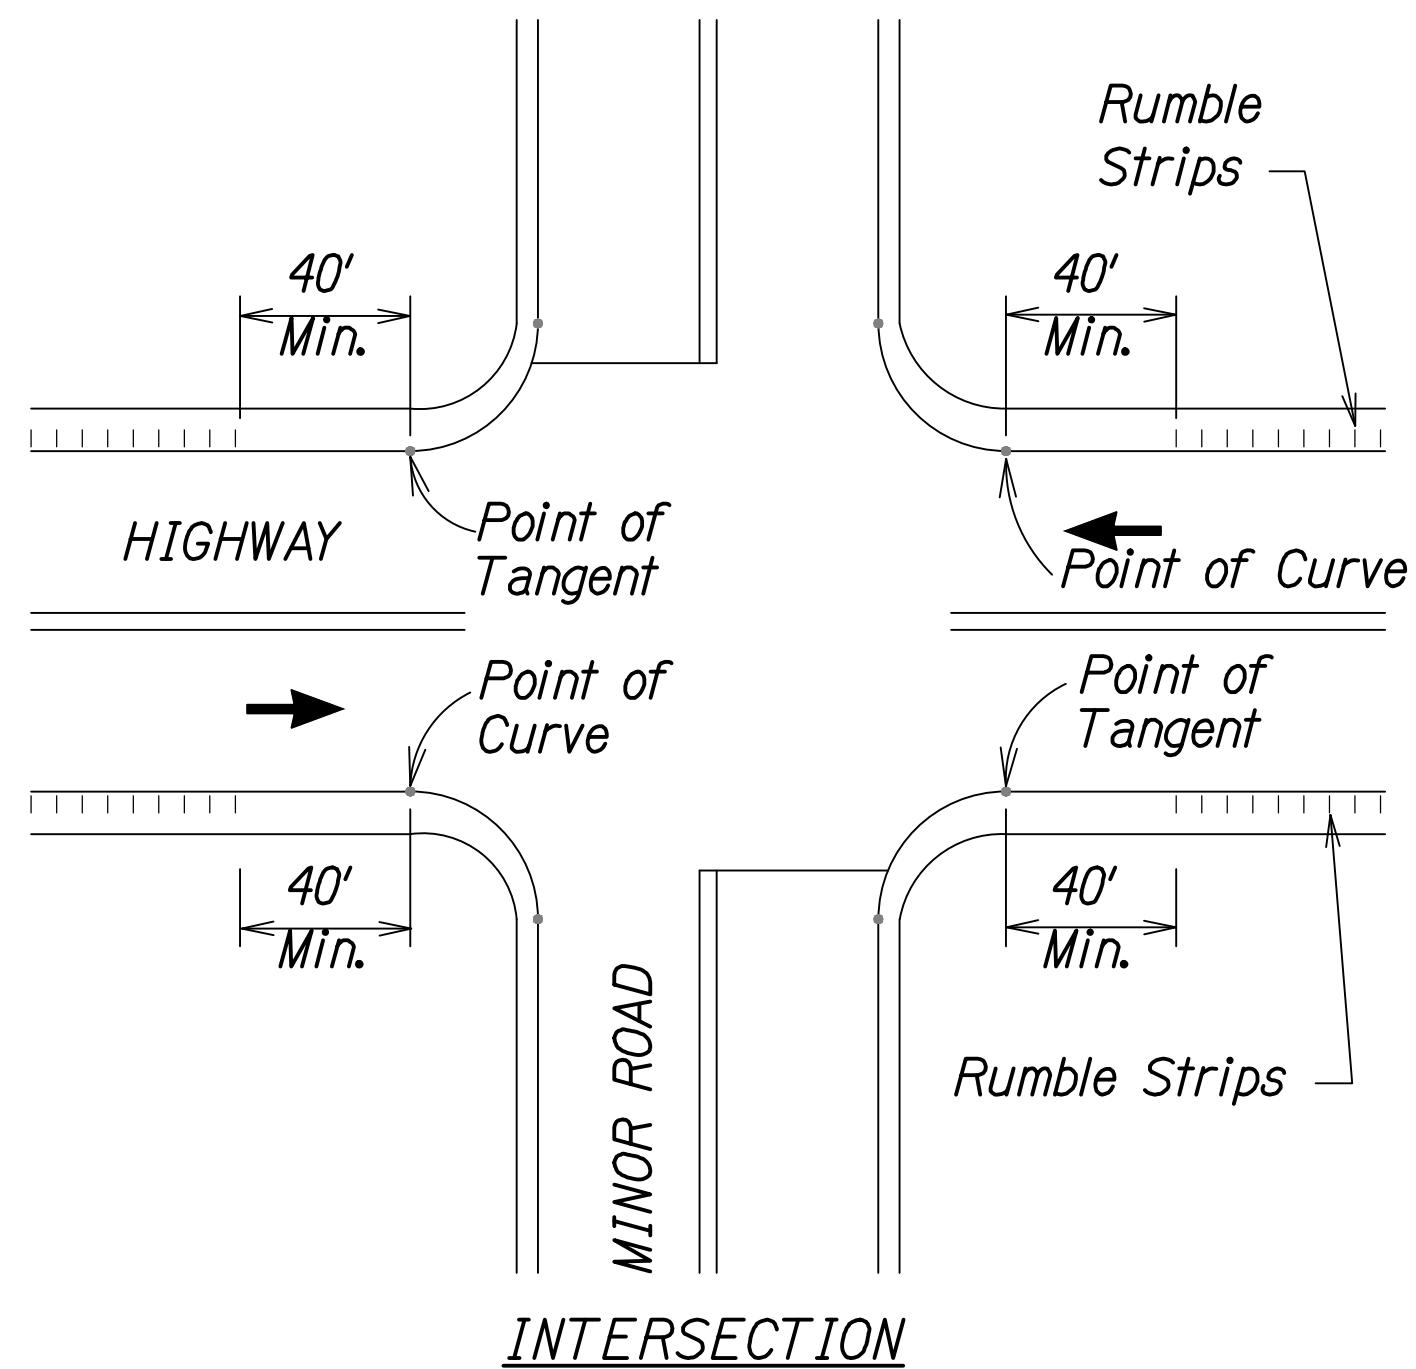 Rumble
Strips
40'
Min.
40'
Min.
HIGHWAY
Point of
Tangent
Point of Curve
Point of
Curve
Point of
Tangent
40'
Min.
40'
Min.
MINOR ROAD
Rumble Strips
INTERSECTION